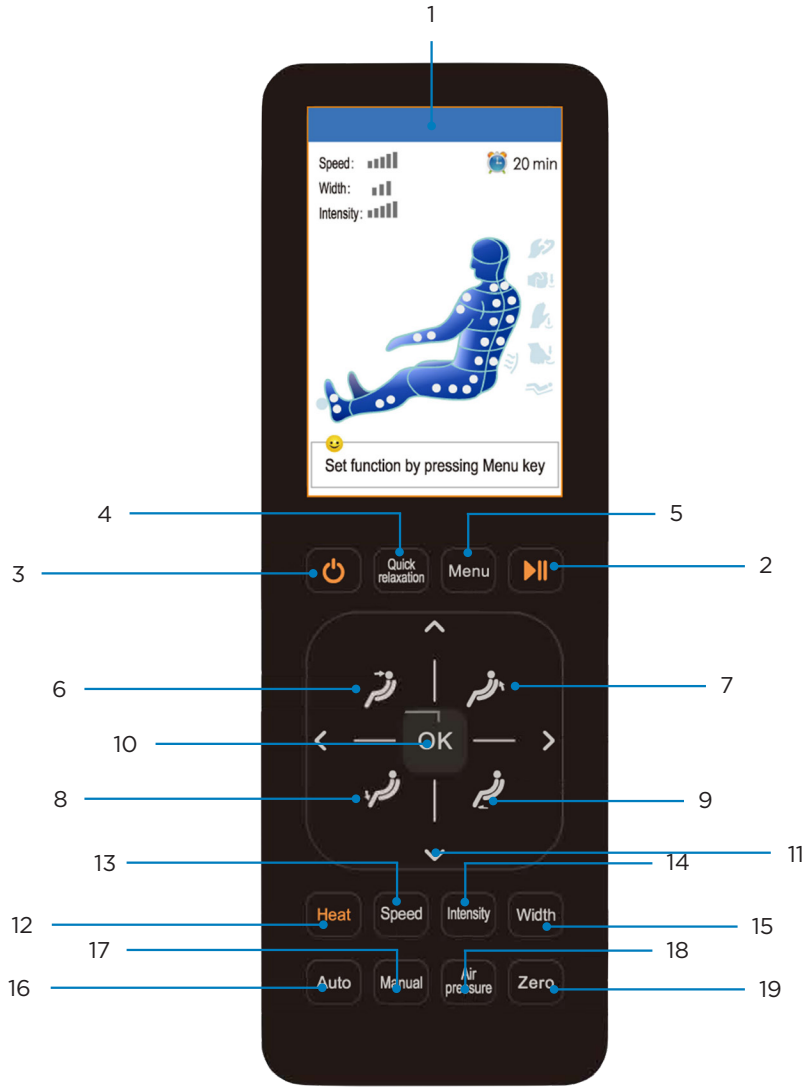 1
Speed:
20 min
Width:
Intensity:
Set function by pressing Menu key
4
5
3
Quick
relaxation
Menu
2
6
7
10
OK
8
9
13
14
11
Heat
Speed
Intensity
Width
12
15
17
18
Auto
Manual
Air
pressure
Zero
16
19